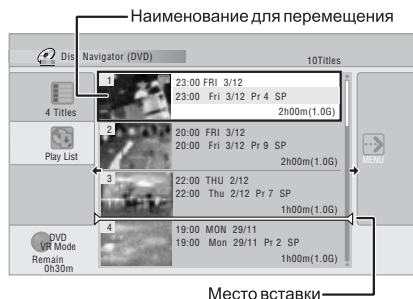 Наименование для перемещения
Disc Navigator (DVD)
10Titles
4 Titles
Play List
DVD
VR Mode
Remain
0h30m
1
23:00 FRI 3/12
23:00 Fri 3/12 Pr 4 SP
2h00m(1.0G)
2
20:00 FRI 3/12
20:00 Fri 3/12 Pr 9 SP
2h00m(1.0G)
3
22:00 THU 2/12
22:00 Thu 2/12 Pr 7 SP
1h00m(1.0G)
4
19:00 MON 29/11
19:00 Mon 29/11 Pr 2 SP
1h00m(1.0G)
MENU
Место вставки